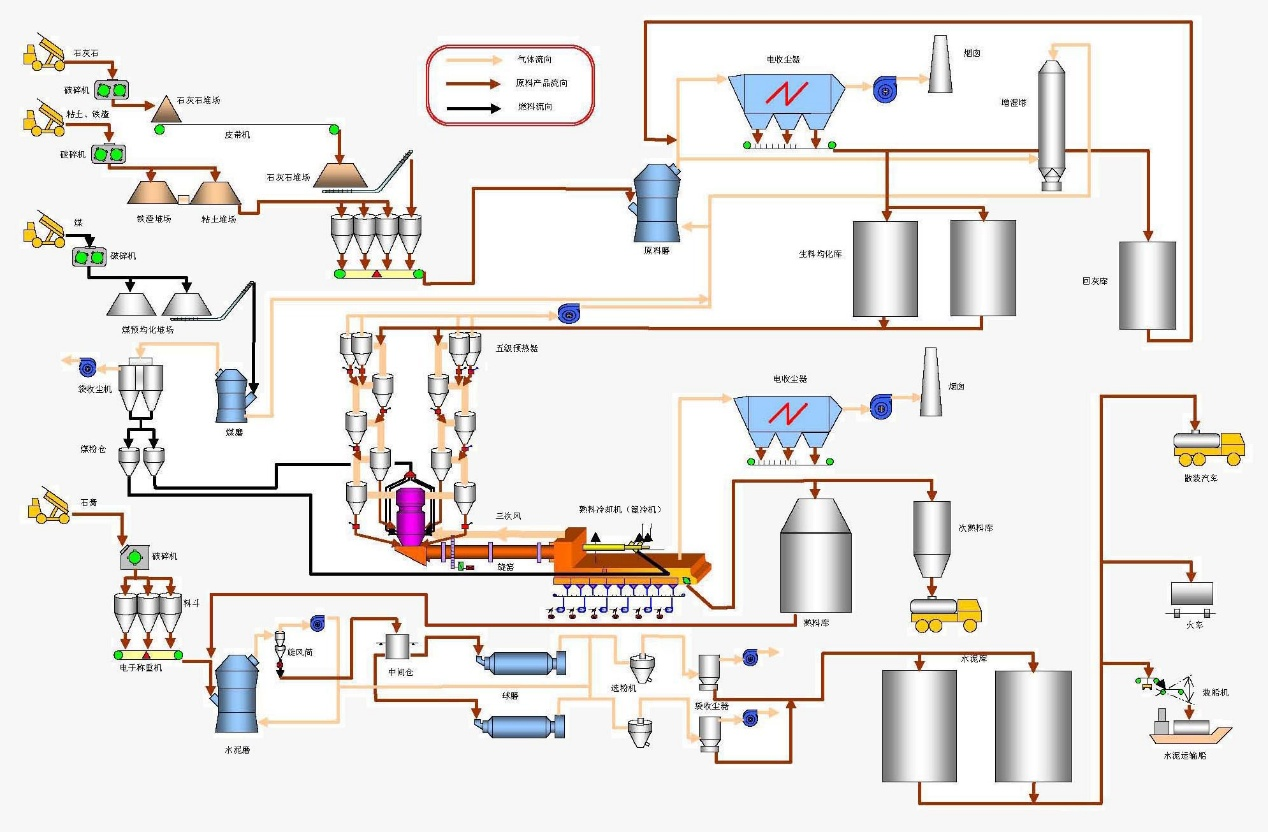 石灰石
破碎机
石灰石堆场
粘土、铁渣
破碎机
皮带机
石灰石堆场
铁渣堆场
粘土堆场
气体流向
原料产品流向
燃料流向
电收尘器
烟囱
增湿塔
原料磨
生料均化库
回灰库
煤
破碎机
煤预均化堆场
五级预热器
袋收尘机
煤磨
煤粉仓
电收尘器
烟囱
散装汽车
石膏
破碎机
三次风
熟料冷却机（篦冷机）
旋窑
次熟料库
熟料库
料斗
电子称重机
旋风筒
中间仓
球磨
选粉机
袋收尘器
水泥磨
水泥库
火车
装船机
水泥运输船